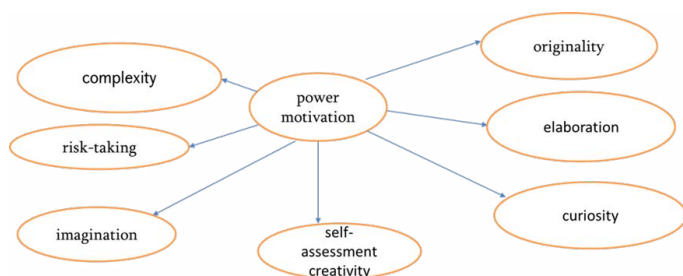 originality
complexity
power
motivation
elaboration
risk-taking
curiosity
imagination
self-
assessment
creativity